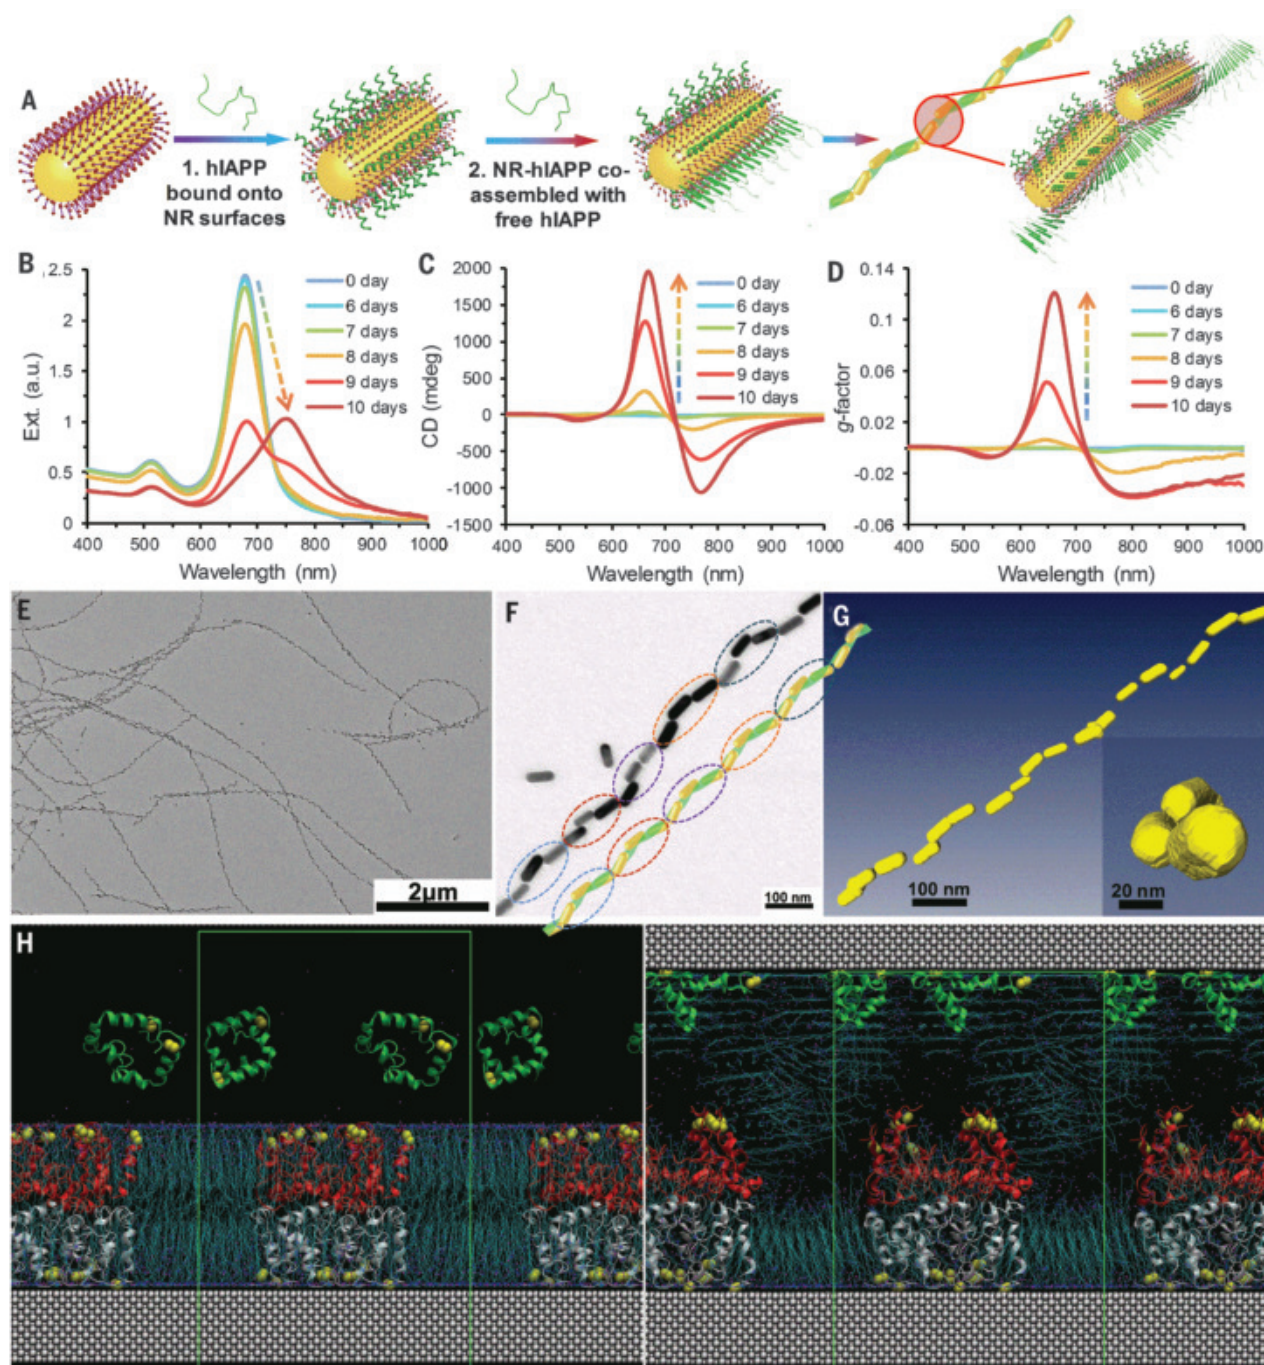 A
1. hIAPP
bound onto
NR surfaces
2. NR-hIAPP co-
assembled with
free hIAPP
B
Ext. (a.u.)
2.5
2
1.5
1
0.5
0
400 500 600 700 800 900 1000
Wavelength (nm)
0 day
6 days
7 days
8 days
9 days
10 days
C
CD (mdeg)
2000
1500
1000
500
0
-500
-1000
-1500
400 500 600 700 800 900 1000
Wavelength (nm)
0 day
6 days
7 days
8 days
9 days
10 days
D
g-factor
0.14
0.1
0.06
0.02
-0.02
-0.06
400 500 600 700 800 900 1000
Wavelength (nm)
0 day
6 days
7 days
8 days
9 days
10 days
E
2μm
F
100 nm
G
100 nm
20 nm
H